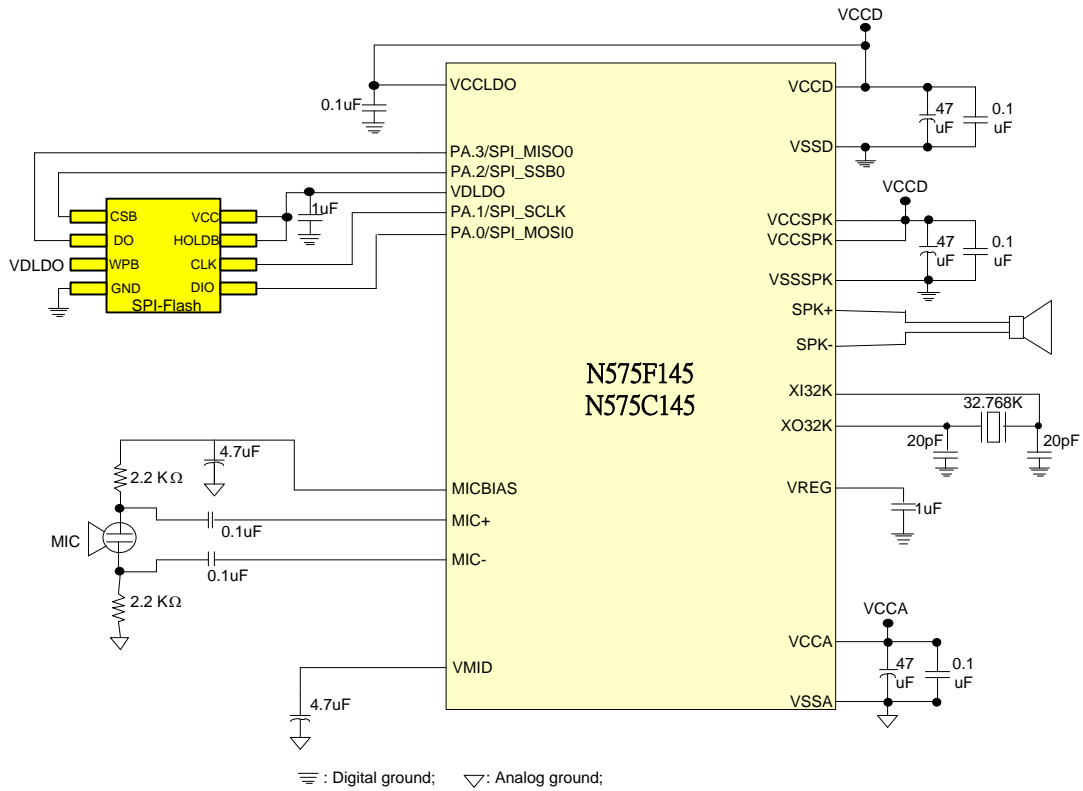 VCCD
VCCLDO
0.1uF
VCCD
47
uF
0.1
uF
VSSD
PA.3/SPI_MISO0
PA.2/SPI_SSB0
VDLDO
1uF
PA.1/SPI_SCLK
PA.0/SPI_MOSI0
CSB
VCC
DO
HOLDB
VDLDO
WPB
CLK
GND
DIO
SPI-Flash
VCCD
VCCSPK
VCCSPK
47
uF
0.1
uF
VSSSPK
SPK+
SPK-
N575F145
N575C145
XI32K
32.768K
XO32K
20pF
20pF
4.7uF
2.2 KΩ
MICBIAS
VREG
1uF
MIC+
0.1uF
MIC
MIC-
0.1uF
2.2 KΩ
VCCA
VCCA
47
uF
0.1
uF
VMID
VSSA
4.7uF
: Digital ground;
: Analog ground;